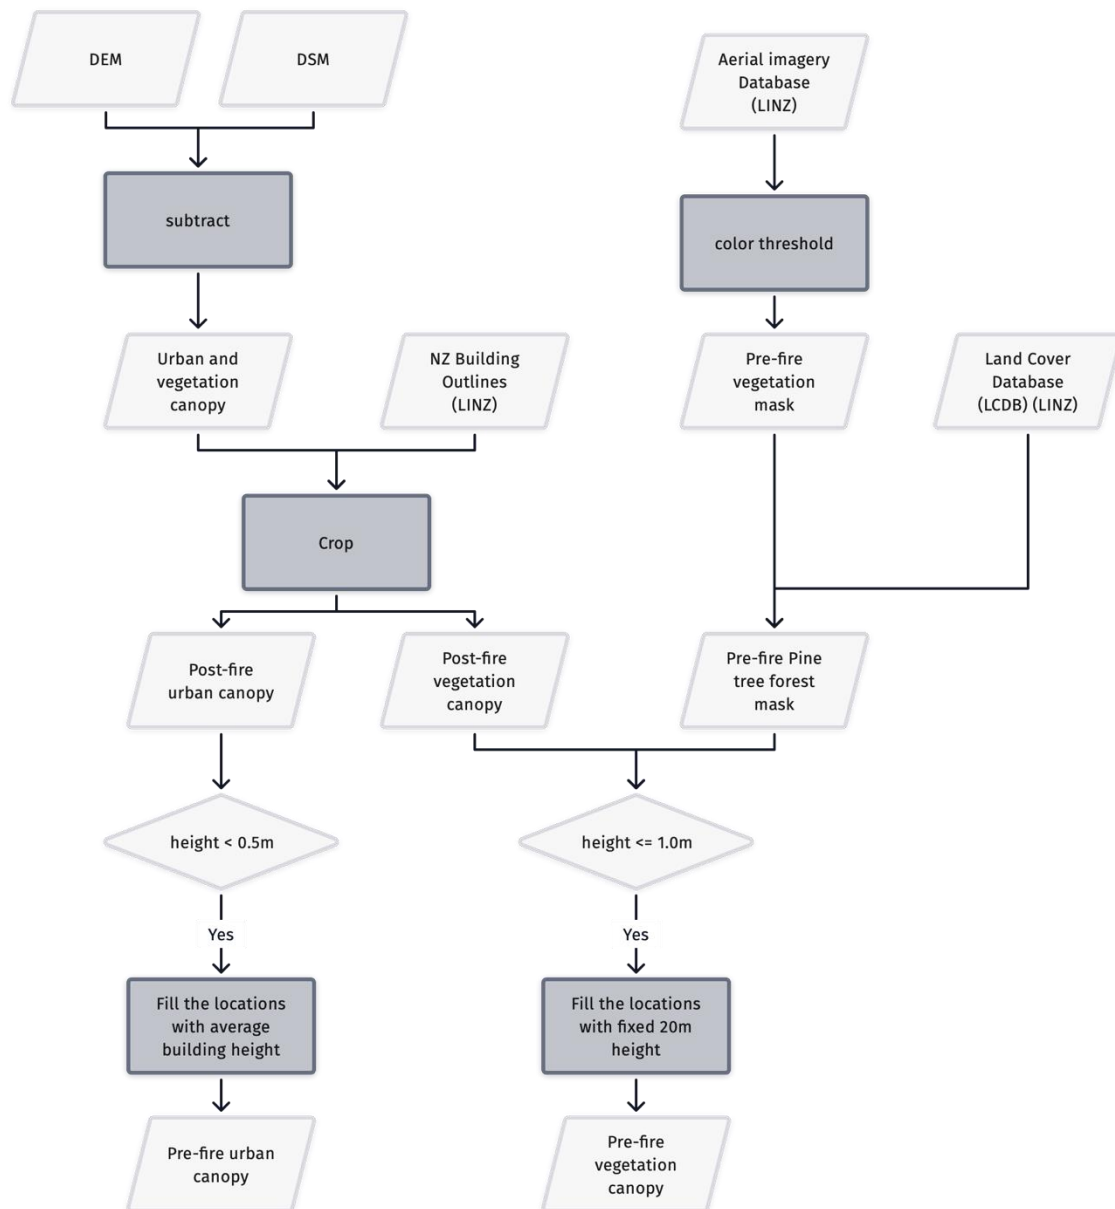 DEM
DSM
Aerial imagery
Database
(LINZ)
subtract
color threshold
Urban and
vegetation
canopy
NZ Building
Outlines
(LINZ)
Pre-fire
vegetation
mask
Land Cover
Database
(LCDB) (LINZ)
Crop
Post-fire
urban canopy
Post-fire
vegetation
canopy
Pre-fire Pine
tree forest
mask
height < 0.5m
height <= 1.0m
Yes
Yes
Fill the locations
with average
building height
Fill the locations
with fixed 20m
height
Pre-fire urban
canopy
Pre-fire
vegetation
canopy